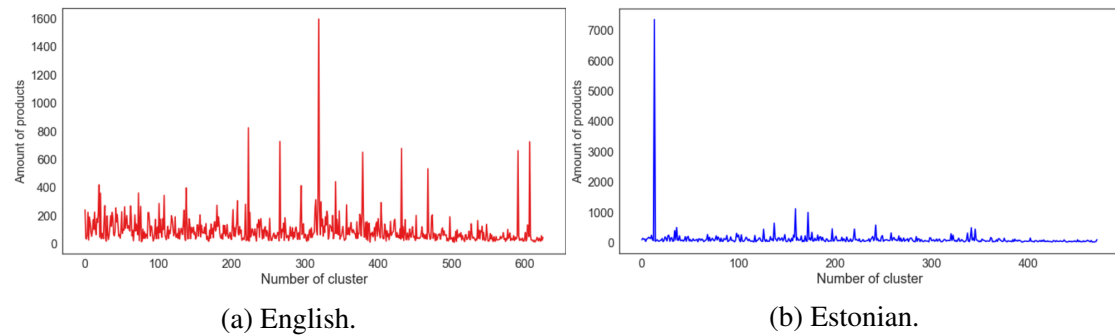 1600
1400
1200
1000
800
600
400
200
0
Amount of products
0 100 200 300 400 500 600
Number of cluster
(a) English.
7000
6000
5000
4000
3000
2000
1000
0
Amount of products
0 100 200 300 400
Number of cluster
(b) Estonian.